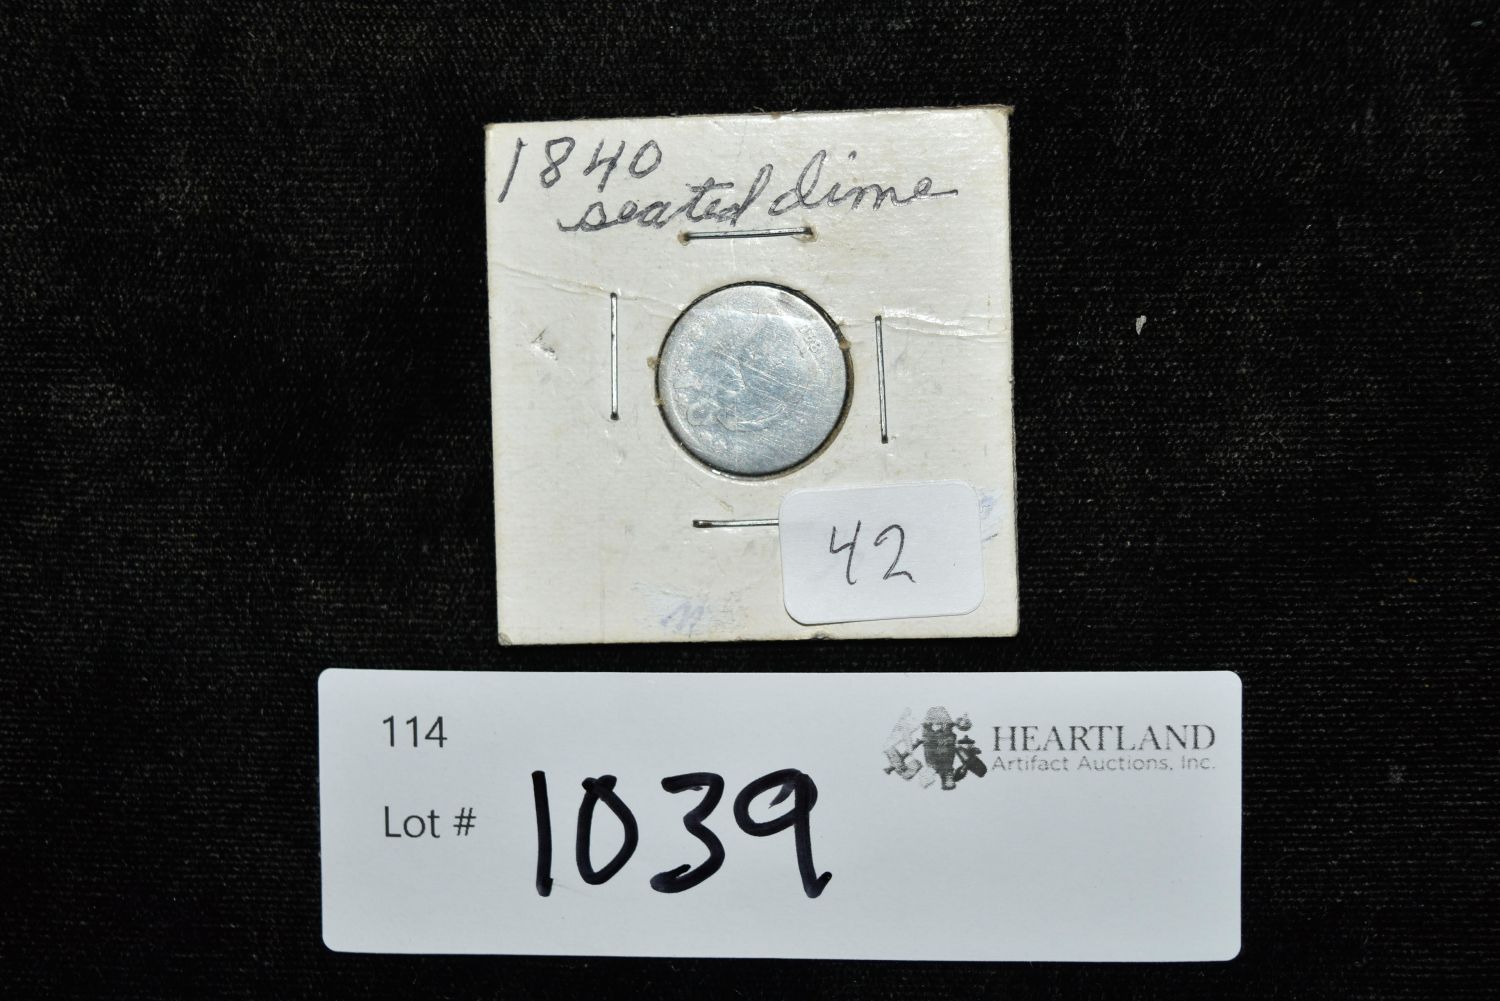 1840
seated dime
42
114
HEARTLAND
Artifact Auctions, Inc.
Lot # 1039